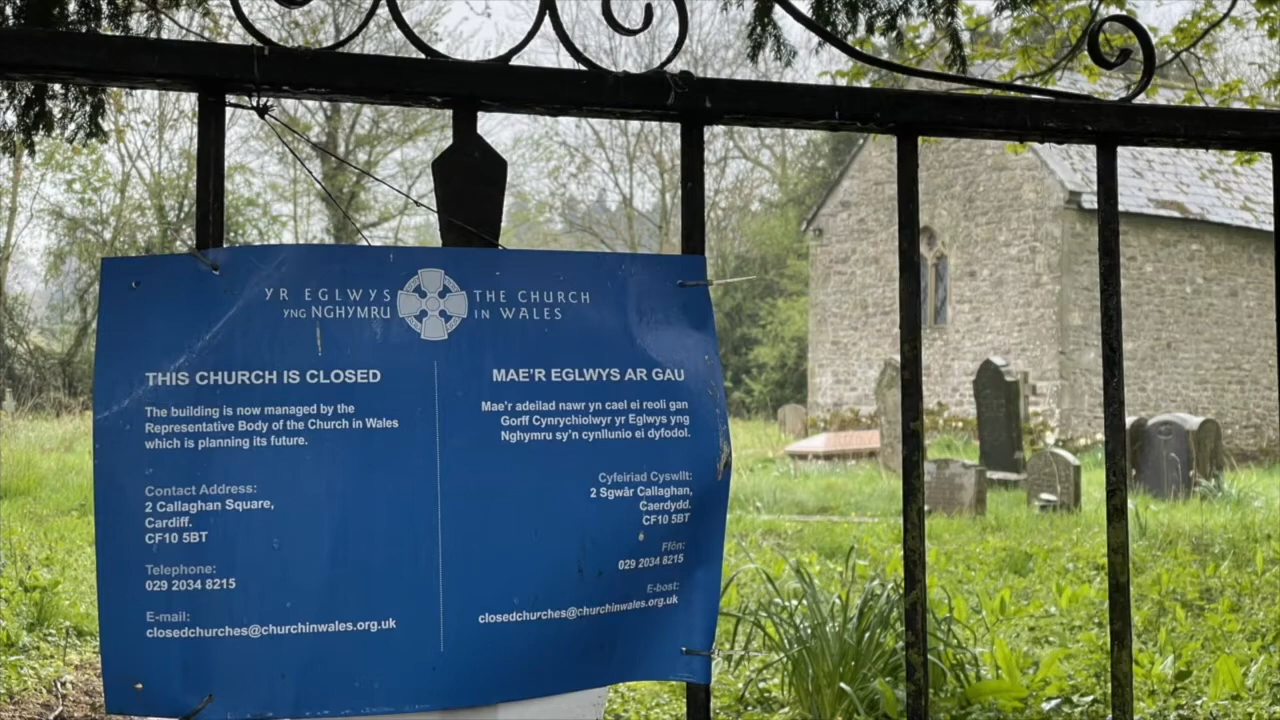 YR EGLWYS
YNG NGHYMRU
THE CHURCH
IN WALES
THIS CHURCH IS CLOSED
The building is now managed by the
Representative Body of the Church in Wales
which is planning its future.
Contact Address:
2 Callaghan Square,
Cardiff.
CF10 5BT
Telephone:
029 2034 8215
E-mail:
closedchurches@churchinwales.org.uk
MAE'R EGLWYS AR GAU
Mae'r adeilad nawr yn cael ei reoli gan
Gorff Cynrychiolwyr yr Eglwys yng
Nghymru sy'n cynllunio ei dyfodol.
Cyfeiriad Cyswllt:
2 Sgwâr Callaghan,
Caerdydd.
CF10 5BT
Ffôn:
029 2034 8215
E-bost:
closedchurches@churchinwales.org.uk